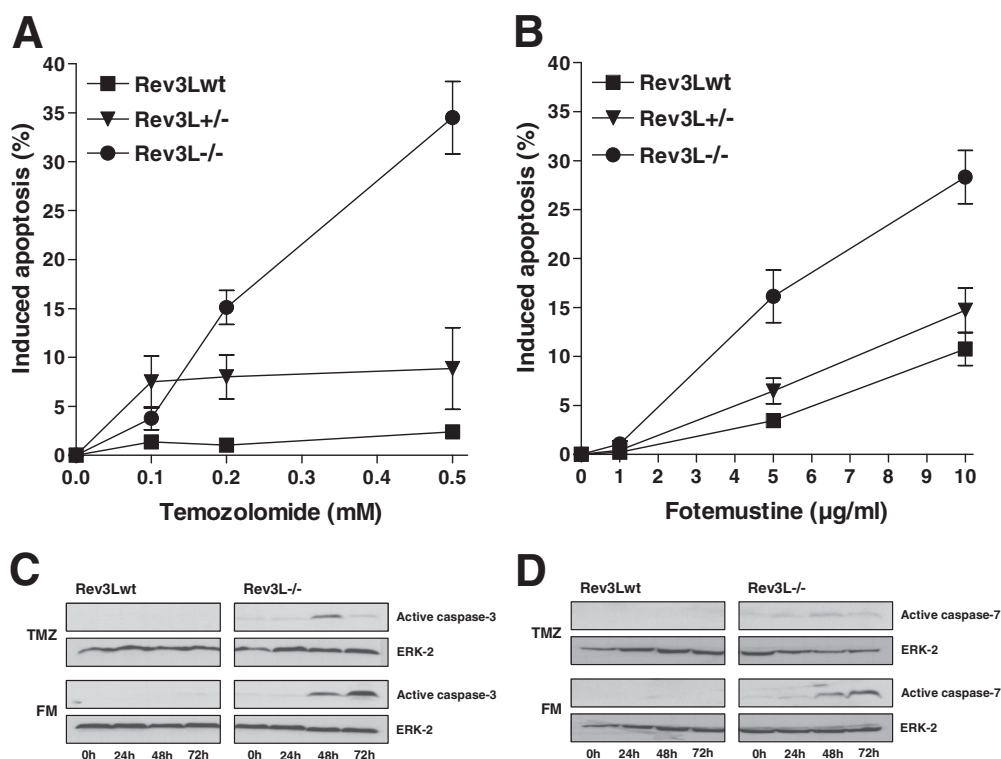 A
Induced apoptosis (%)
40
35
30
25
20
15
10
5
0
Rev3Lwt
Rev3L+/-
Rev3L-/-
0.0 0.1 0.2 0.3 0.4 0.5
Temozolomide (mM)
B
Induced apoptosis (%)
40
35
30
25
20
15
10
5
0
Rev3Lwt
Rev3L+/-
Rev3L-/-
0 1 2 3 4 5 6 7 8 9 10
Fotemustine (µg/ml)
C
Rev3Lwt Rev3L-/-
TMZ
Active caspase-3
ERK-2
FM
Active caspase-3
ERK-2
0h 24h 48h 72h 0h 24h 48h 72h
D
Rev3Lwt Rev3L-/-
TMZ
Active caspase-7
ERK-2
FM
Active caspase-7
ERK-2
0h 24h 48h 72h 0h 24h 48h 72h